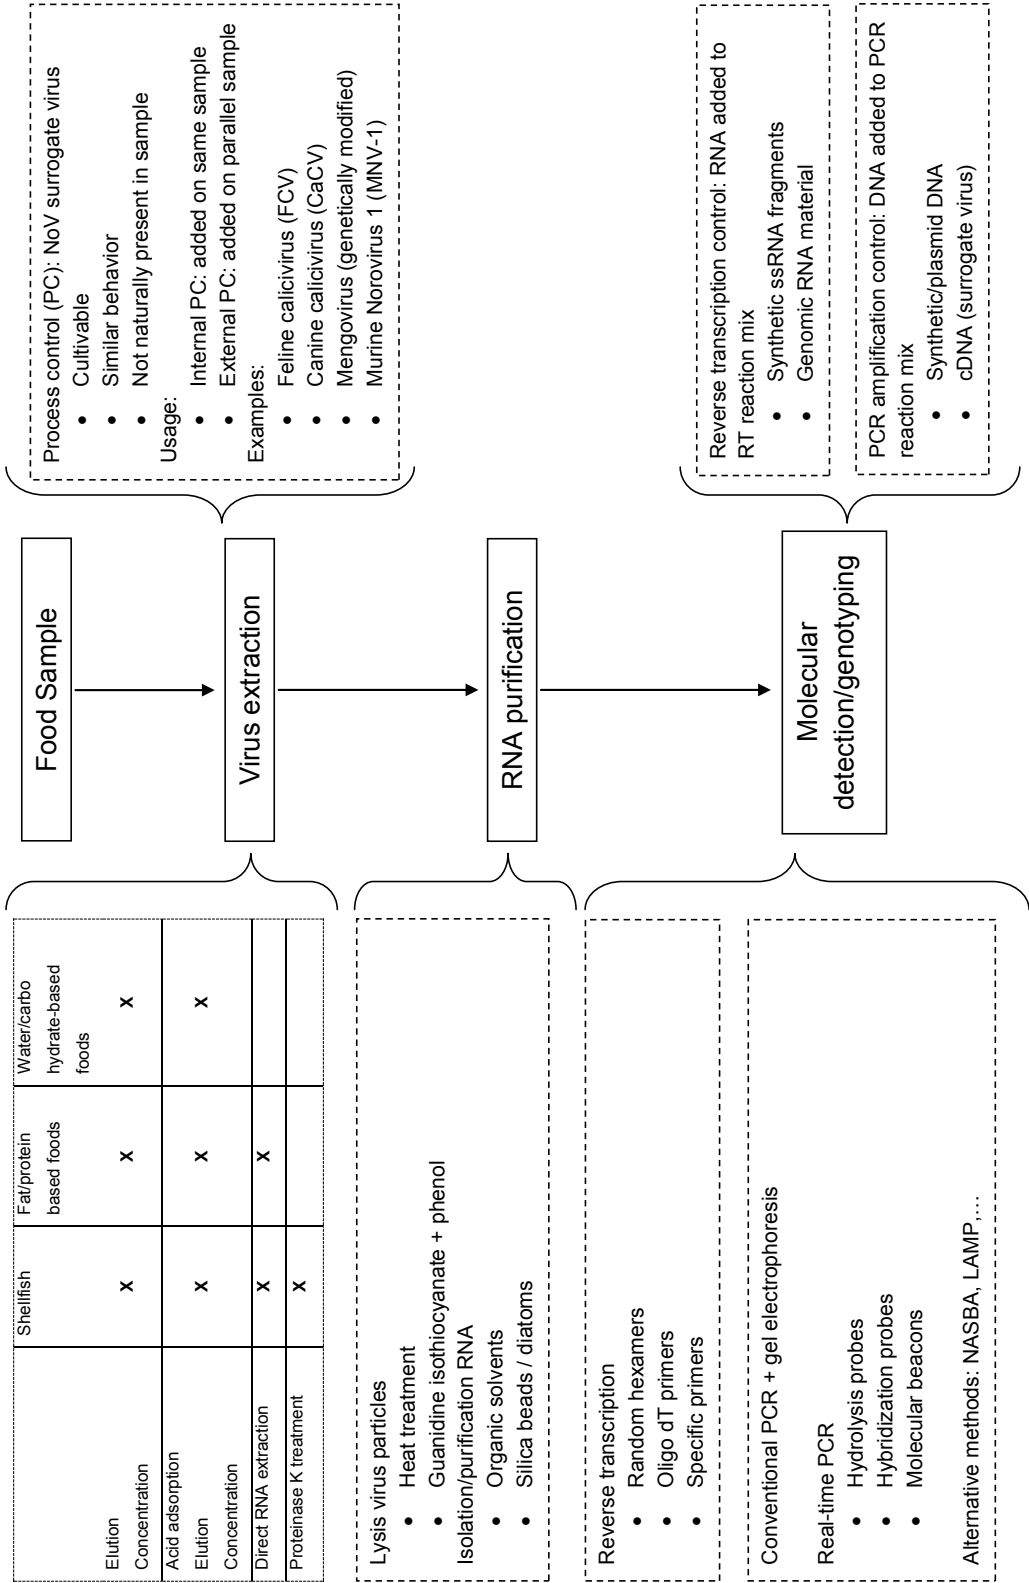 Shellfish
Fat/protein
based foods
Water/carbo
hydrate-based
foods
Elution
Concentration
x x x
Acid adsorption
Elution
x x x
Concentration
Direct RNA extraction x x
Proteinase K treatment x
Lysis virus particles
• Heat treatment
• Guanidine isothiocyanate + phenol
Isolation/purification RNA
• Organic solvents
• Silica beads / diatoms
Reverse transcription
• Random hexamers
• Oligo dT primers
• Specific primers
Conventional PCR + gel electrophoresis
Real-time PCR
• Hydrolysis probes
• Hybridization probes
• Molecular beacons
Alternative methods: NASBA, LAMP,…
Food Sample
Virus extraction
RNA purification
Molecular
detection/genotyping
Process control (PC): NoV surrogate virus
• Cultivable
• Similar behavior
• Not naturally present in sample
Usage:
• Internal PC: added on same sample
• External PC: added on parallel sample
Examples:
• Feline calicivirus (FCV)
• Canine calicivirus (CaCV)
• Mengovirus (genetically modified)
• Murine Norovirus 1 (MNV-1)
Reverse transcription control: RNA added to
RT reaction mix
• Synthetic ssRNA fragments
• Genomic RNA material
PCR amplification control: DNA added to PCR
reaction mix
• Synthetic/plasmid DNA
• cDNA (surrogate virus)